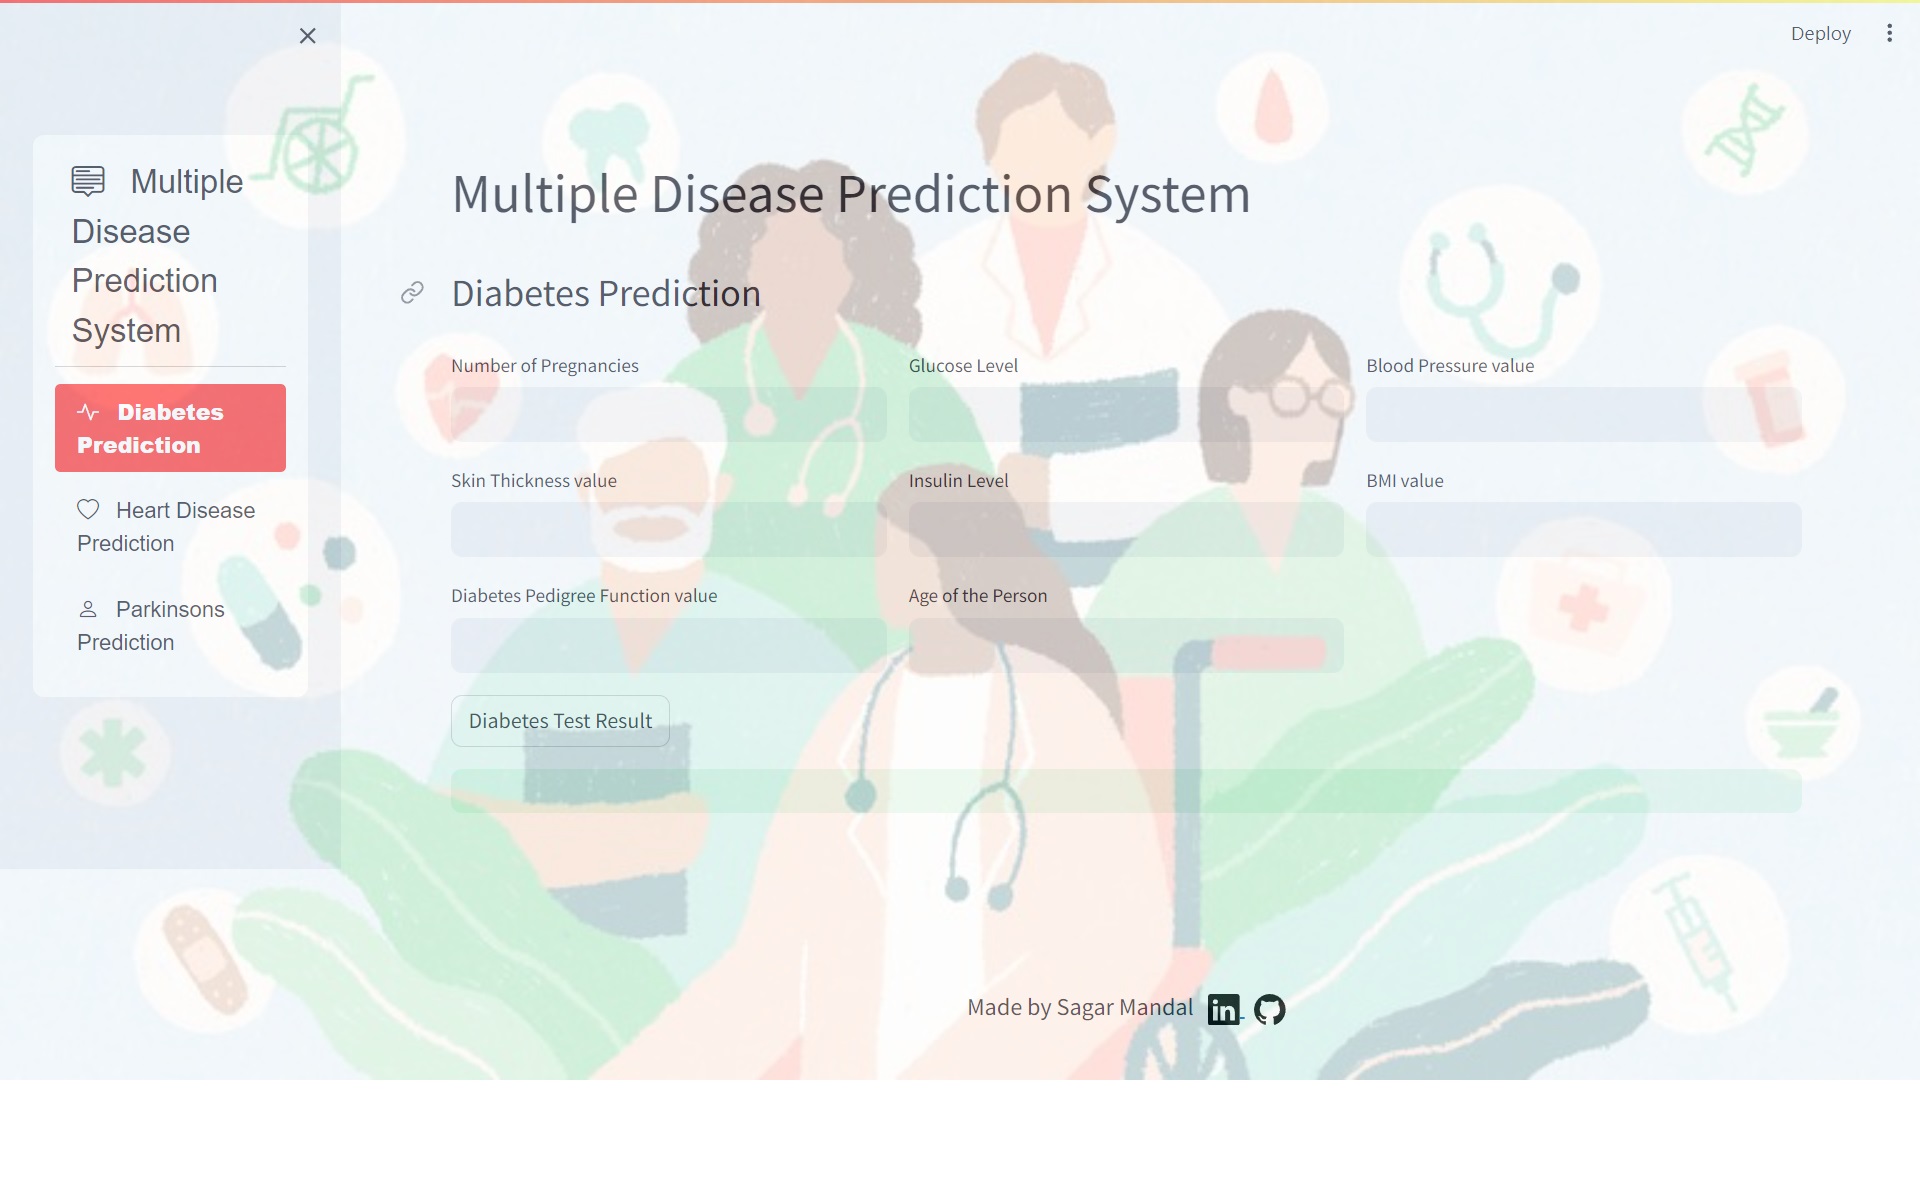 Deploy
Multiple
Disease
Prediction
System
Diabetes
Prediction
Heart Disease
Prediction
Parkinsons
Prediction
Multiple Disease Prediction System
Diabetes Prediction
Number of Pregnancies
Glucose Level
Blood Pressure value
Skin Thickness value
Insulin Level
BMI value
Diabetes Pedigree Function value
Age of the Person
Diabetes Test Result
Made by Sagar Mandal in